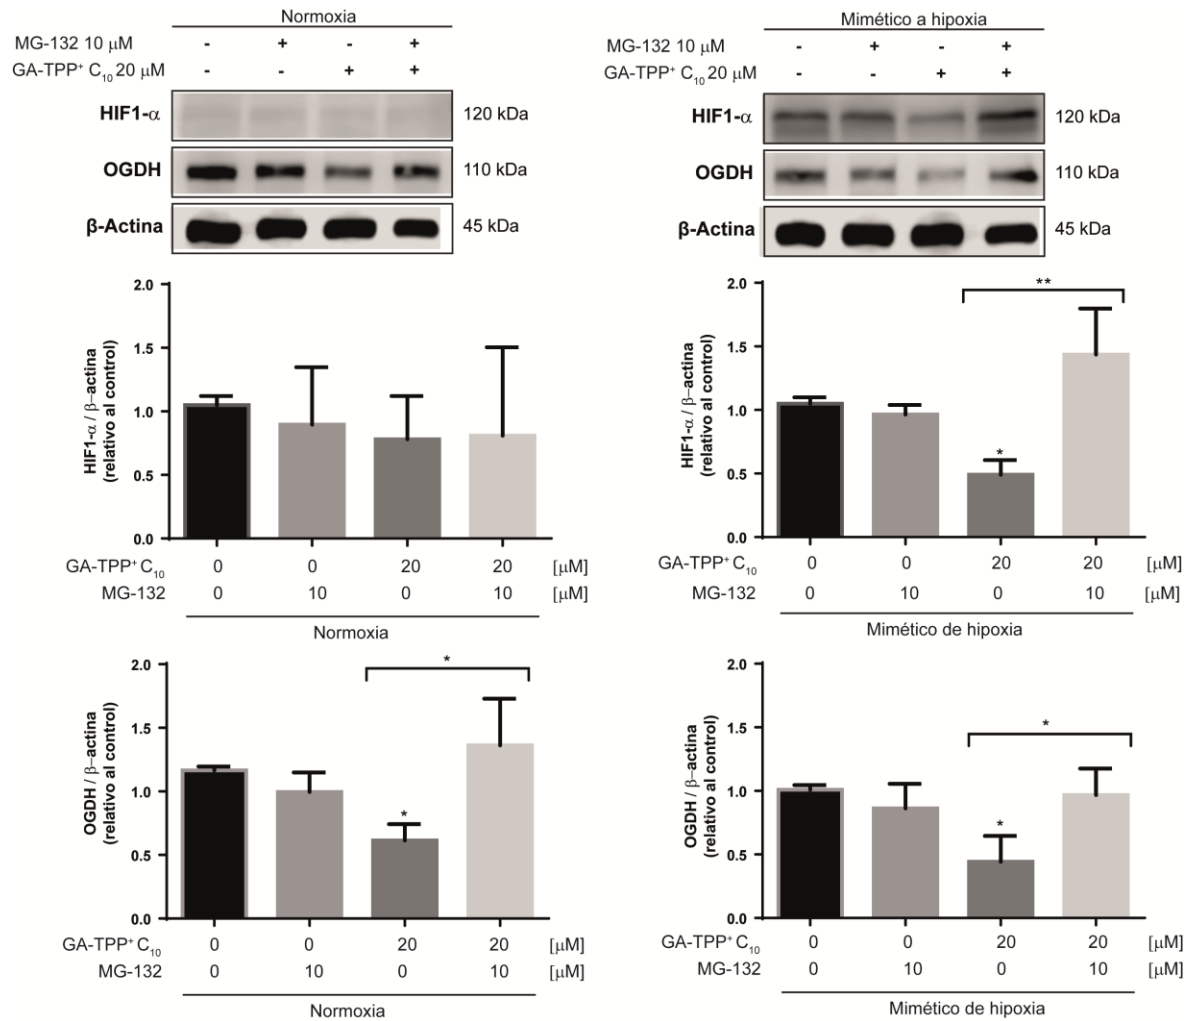 Normoxia
MG-132 10 μM - + - +
GA-TPP⁺ C₁₀ 20 μM - - + +
HIF1-α 120 kDa
OGDH 110 kDa
β-Actina 45 kDa
Mimético a hipoxia
MG-132 10 μM - + - +
GA-TPP⁺ C₁₀ 20 μM - - + +
HIF1-α 120 kDa
OGDH 110 kDa
β-Actina 45 kDa
HIF1-α / β–actina
(relativo al control)
2.0
1.5
1.0
0.5
0.0
GA-TPP⁺ C₁₀ 0 0 20 20 [μM]
MG-132 0 10 0 10 [μM]
Normoxia
HIF1-α / β–actina
(relativo al control)
2.0
1.5
1.0
0.5
0.0
**
*
GA-TPP⁺ C₁₀ 0 0 20 20 [μM]
MG-132 0 10 0 10 [μM]
Mimético de hipoxia
OGDH / β–actina
(relativo al control)
2.0
1.5
1.0
0.5
0.0
*
*
GA-TPP⁺ C₁₀ 0 0 20 20 [μM]
MG-132 0 10 0 10 [μM]
Normoxia
OGDH / β–actina
(relativo al control)
2.0
1.5
1.0
0.5
0.0
*
*
GA-TPP⁺ C₁₀ 0 0 20 20 [μM]
MG-132 0 10 0 10 [μM]
Mimético de hipoxia